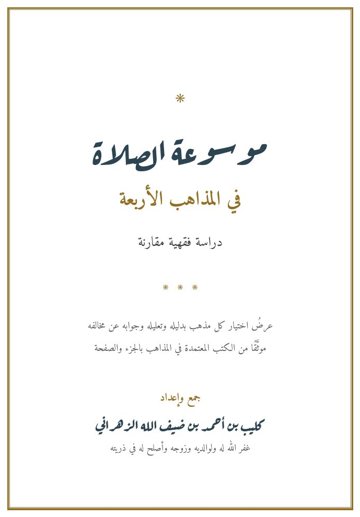 موسوعة الصلاة
في المذاهب الأربعة
دراسة فقهية مقارنة
عرضُ اختيار كل مذهب بدليله وتعليله وجوابه عن مخالفه
موثَّقًا من الكتب المعتمدة في المذاهب بالجزء والصفحة
جمع وإعداد
كليب بن أحمد بن ضيف الله الزهراني
غفر الله له ولوالديه وزوجه وأصلح له في ذريته